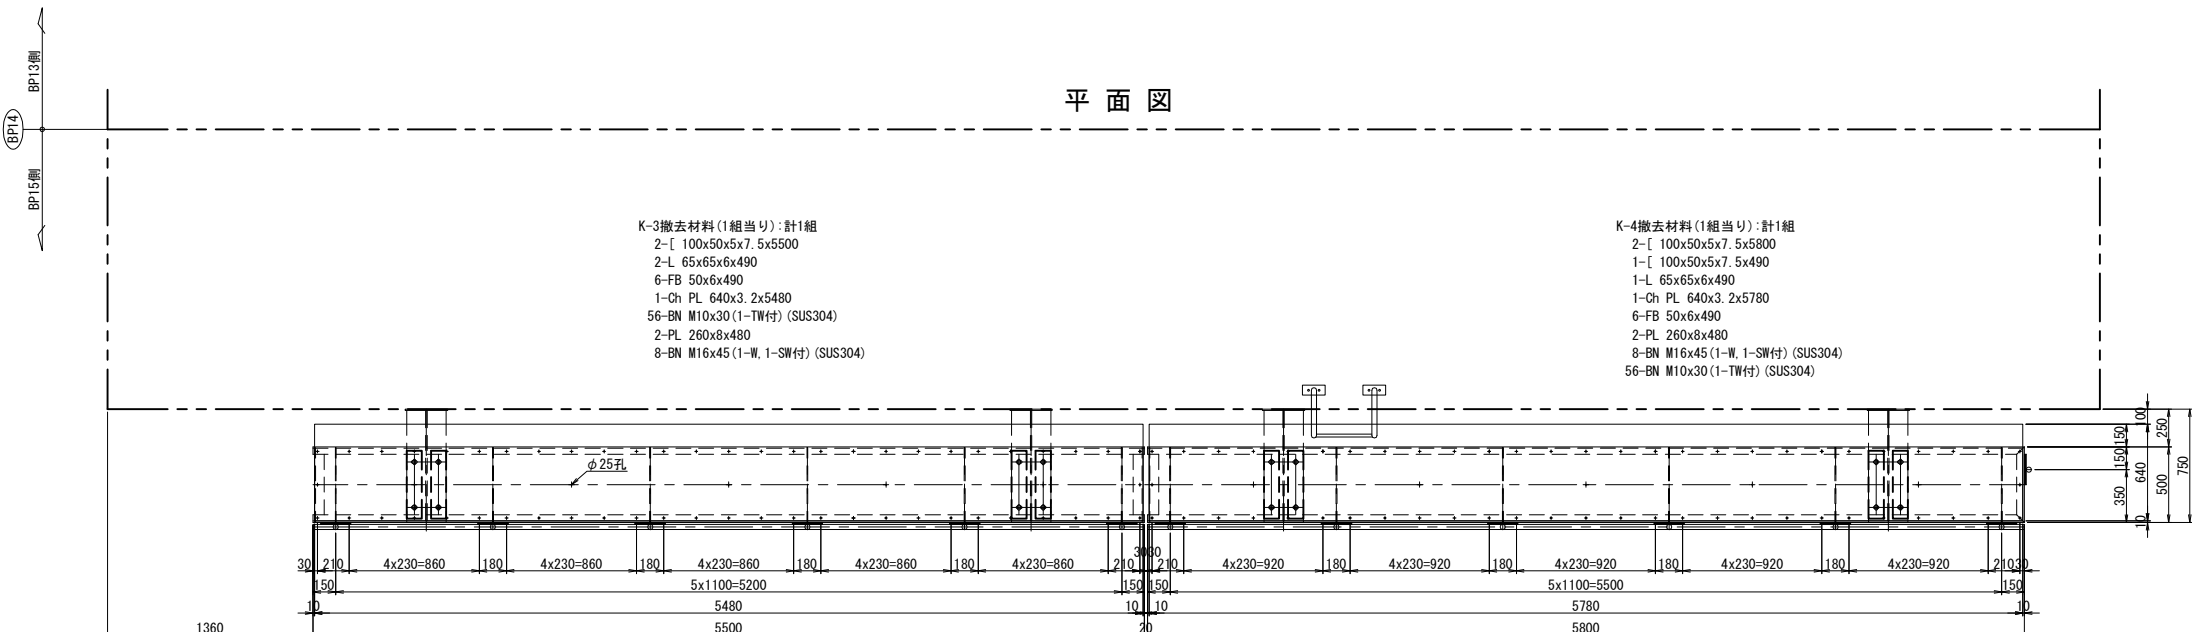 平面図
BP13側
BP14
BP15側
K-3撤去材料(1組当り):計1組
2-[ 100x50x5x7.5x5500
2-L 65x65x6x490
6-FB 50x6x490
1-Ch PL 640x3.2x5480
56-BN M10x30(1-TW付)(SUS304)
2-PL 260x8x480
8-BN M16x45(1-W,1-SW付)(SUS304)
K-4撤去材料(1組当り):計1組
2-[ 100x50x5x7.5x5800
1-[ 100x50x5x7.5x490
1-L 65x65x6x490
1-Ch PL 640x3.2x5780
6-FB 50x6x490
2-PL 260x8x480
8-BN M16x45(1-W,1-SW付)(SUS304)
56-BN M10x30(1-TW付)(SUS304)
φ25孔
150 150 350
100 640 10
250 500
750
30 210 4x230=860 180 4x230=860 180 4x230=860 180 4x230=860 180 4x230=860 210 30 30 210 4x230=920 180 4x230=920 180 4x230=920 180 4x230=920 180 4x230=920 210 30
150 5x1100=5200 150 150 5x1100=5500 150
10 5480 10 10 5780 10
1360 5500 20 5800